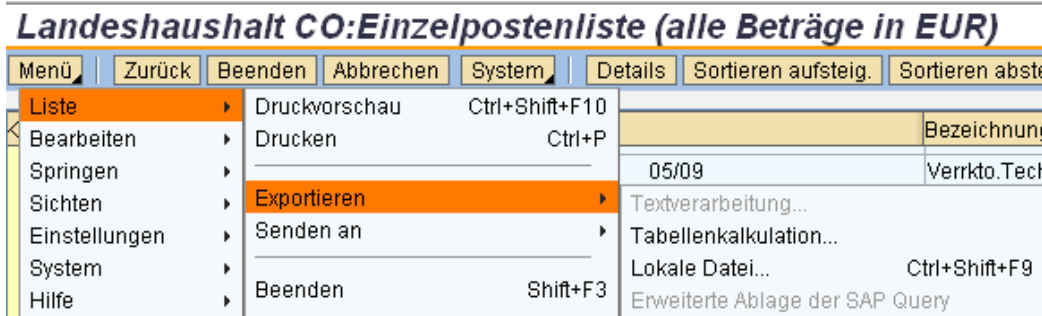 Landeshaushalt CO:Einzelpostenliste (alle Beträge in EUR)
Menü Zurück Beenden Abbrechen System Details Sortieren aufsteig. Sortieren abste
Liste Druckvorschau Ctrl+Shift+F10
Bearbeiten Drucken Ctrl+P Bezeichnung
Springen 05/09 Verrkto.Tech
Sichten Exportieren Textverarbeitung...
Einstellungen Senden an Tabellenkalkulation...
System Lokale Datei... Ctrl+Shift+F9
Hilfe Beenden Shift+F3 Erweiterte Ablage der SAP Query